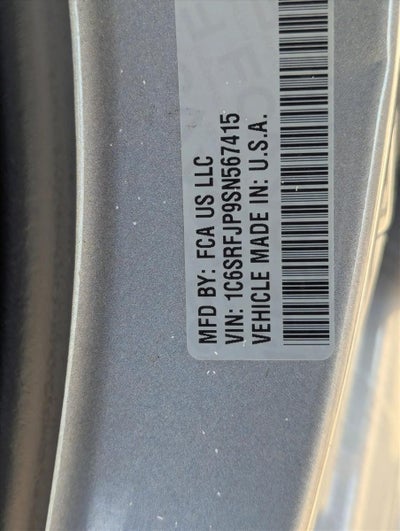 MFD BY: FCA US LLC
VIN: 1C6SRFJP9SN567415
VEHICLE MADE IN: U.S.A.